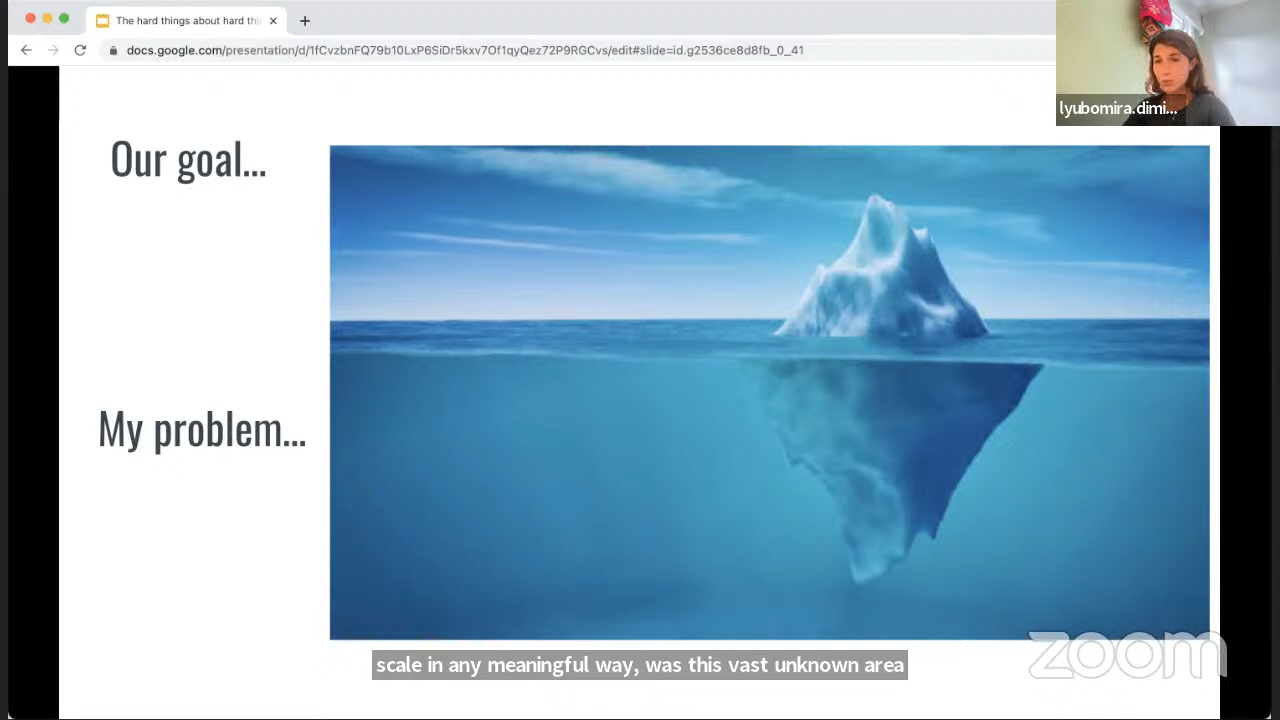 The hard things about hard thi
docs.google.com/presentation/d/1fCvzbnFQ79b10LxP6SiDr5kxv7Of1qyQez72P9RGCvs/edit#slide=id.g2536ce8d8fb_0_41
lyubomira.dimi...
Our goal...
My problem...
scale in any meaningful way, was this vast unknown area
zoom